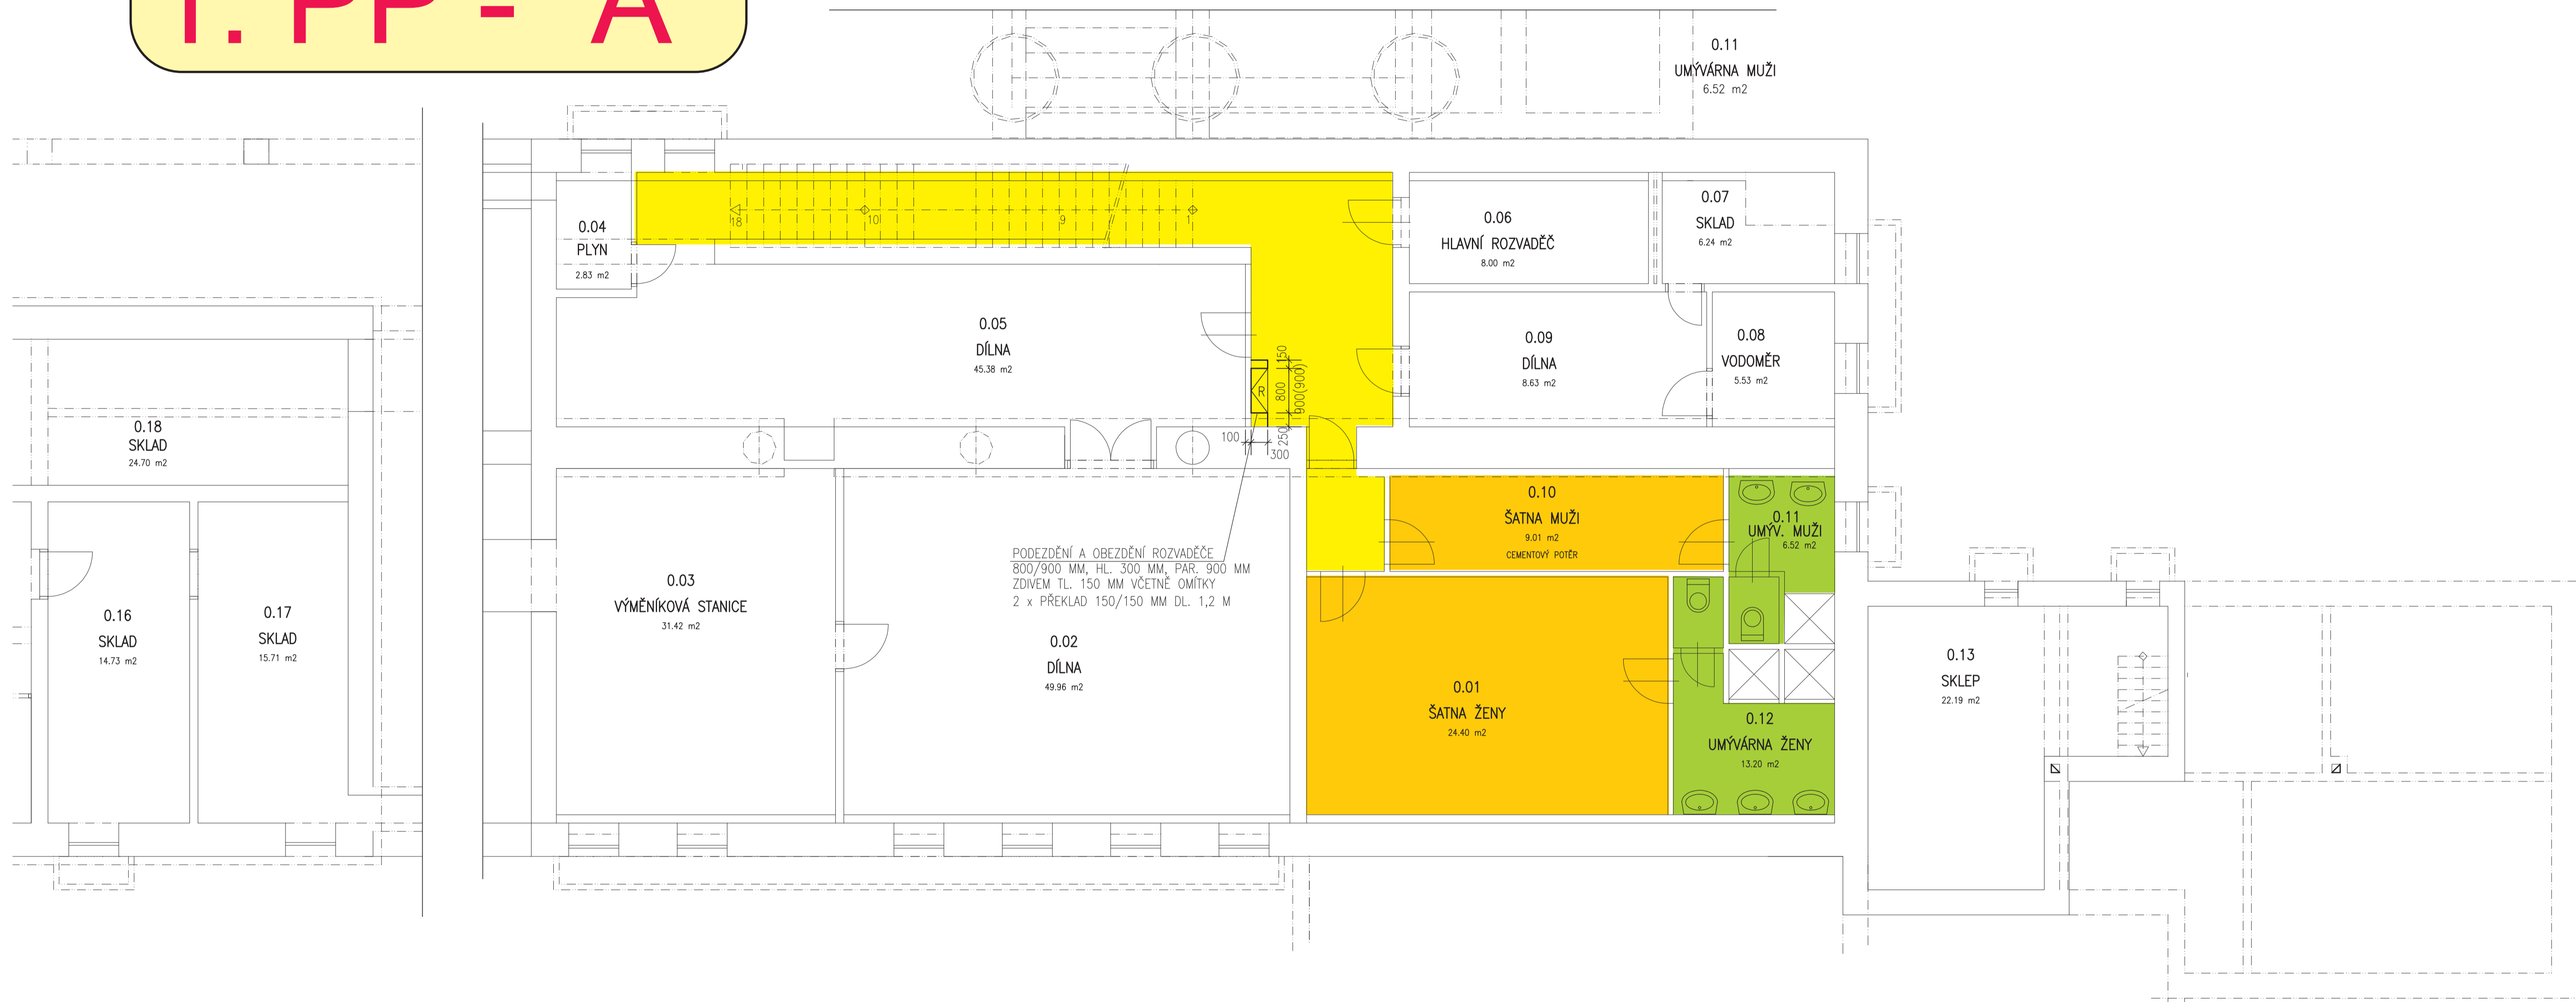 1. PP - A
0.11
UMÝVÁRNA MUŽI
6.52 m2
0.04
PLYN
2.83 m2
18
10
9
1
0.06
HLAVNÍ ROZVADĚČ
8.00 m2
0.07
SKLAD
6.24 m2
0.05
DÍLNA
45.38 m2
0.09
DÍLNA
8.63 m2
0.08
VODOMĚR
5.53 m2
R
150
800
900(900)
250
100
300
0.18
SKLAD
24.70 m2
0.16
SKLAD
14.73 m2
0.17
SKLAD
15.71 m2
0.03
VÝMĚNÍKOVÁ STANICE
31.42 m2
PODEZDĚNÍ A OBEZDĚNÍ ROZVADĚČE
800/900 MM, HL. 300 MM, PAR. 900 MM
ZDIVEM TL. 150 MM VČETNĚ OMÍTKY
2 x PŘEKLAD 150/150 MM DL. 1,2 M
0.02
DÍLNA
49.96 m2
0.10
ŠATNA MUŽI
9.01 m2
CEMENTOVÝ POTĚR
0.11
UMÝV. MUŽI
6.52 m2
0.01
ŠATNA ŽENY
24.40 m2
0.12
UMÝVÁRNA ŽENY
13.20 m2
0.13
SKLEP
22.19 m2